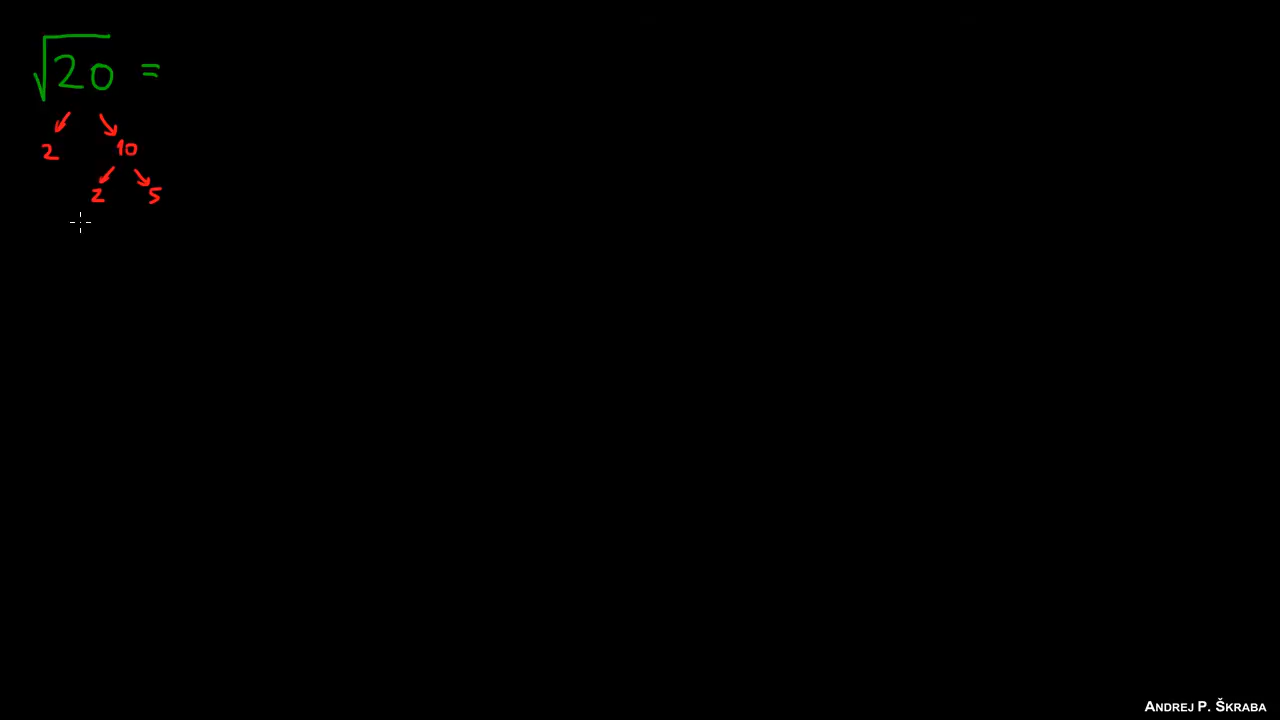 √20 =
2 10
2 5
ANDREJ P. ŠKRABA